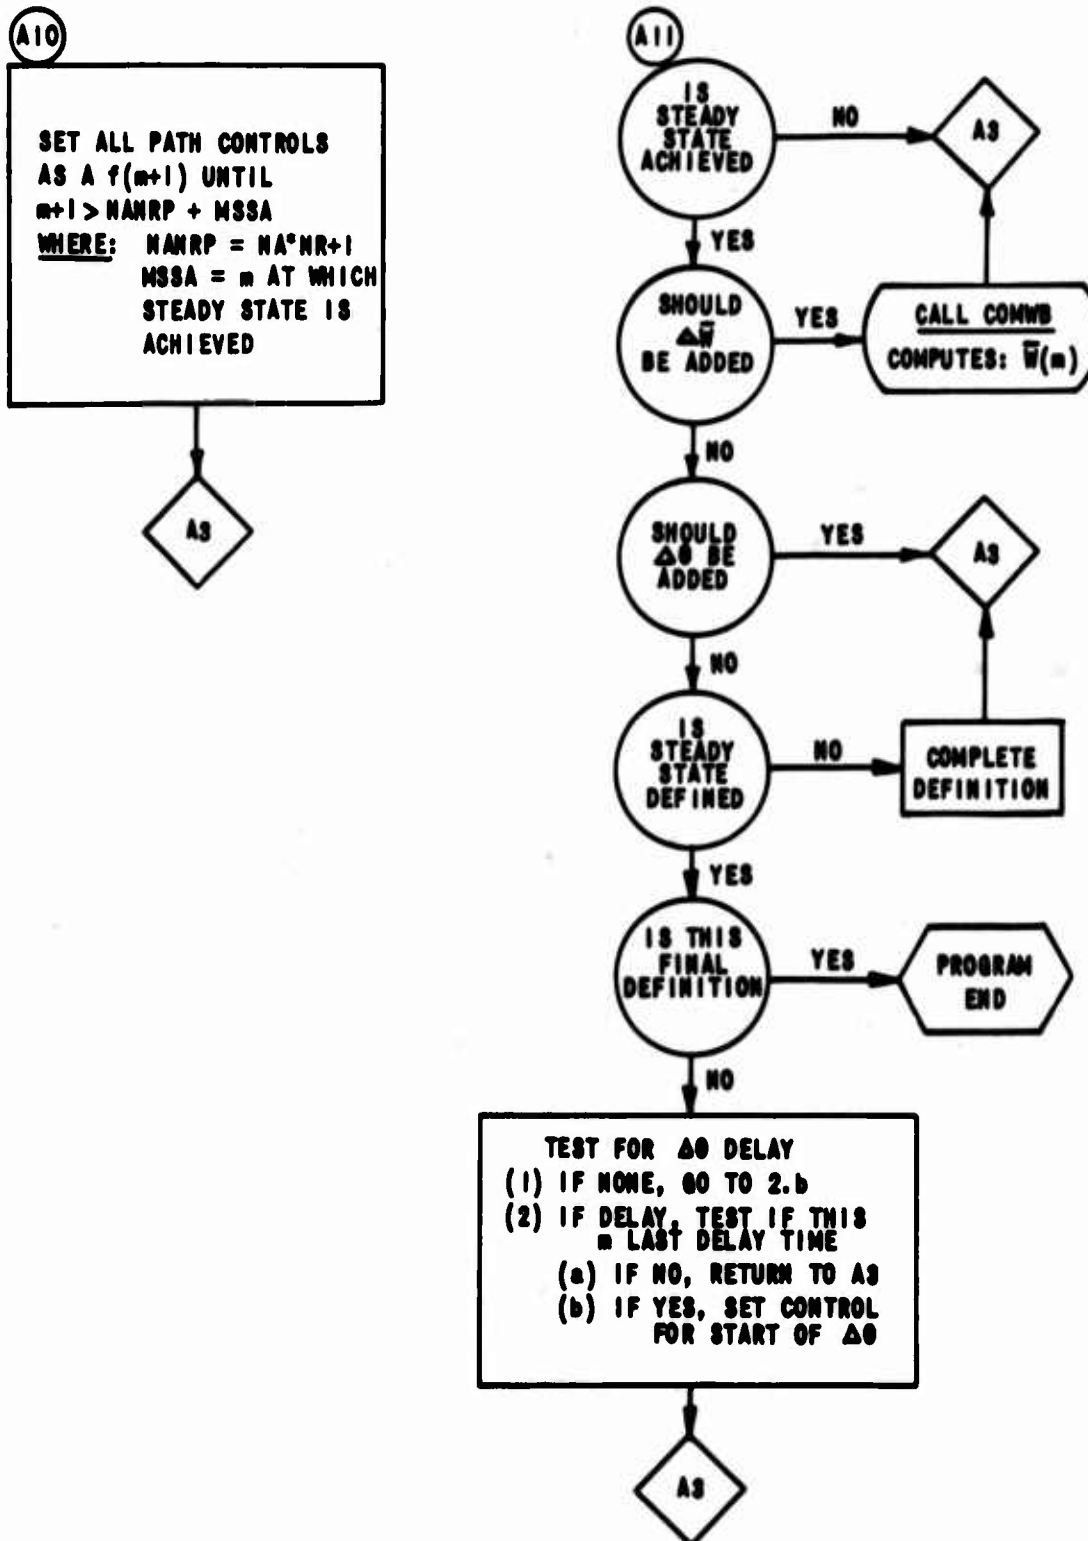 A10
SET ALL PATH CONTROLS
AS A f(m+1) UNTIL
m+1 > NANRP + MSSA
WHERE: NANRP = NA*NR+1
MSSA = m AT WHICH
STEADY STATE IS
ACHIEVED
A3
A11
IS
STEADY
STATE
ACHIEVED
NO
A3
YES
SHOULD
ΔW̄
BE ADDED
YES
CALL COMWB
COMPUTES: W̄(m)
NO
SHOULD
Δθ BE
ADDED
YES
A3
NO
IS
STEADY
STATE
DEFINED
NO
COMPLETE
DEFINITION
YES
IS THIS
FINAL
DEFINITION
YES
PROGRAM
END
NO
TEST FOR Δθ DELAY
(1) IF NONE, GO TO 2.b
(2) IF DELAY, TEST IF THIS
m LAST DELAY TIME
(a) IF NO, RETURN TO A3
(b) IF YES, SET CONTROL
FOR START OF Δθ
A3